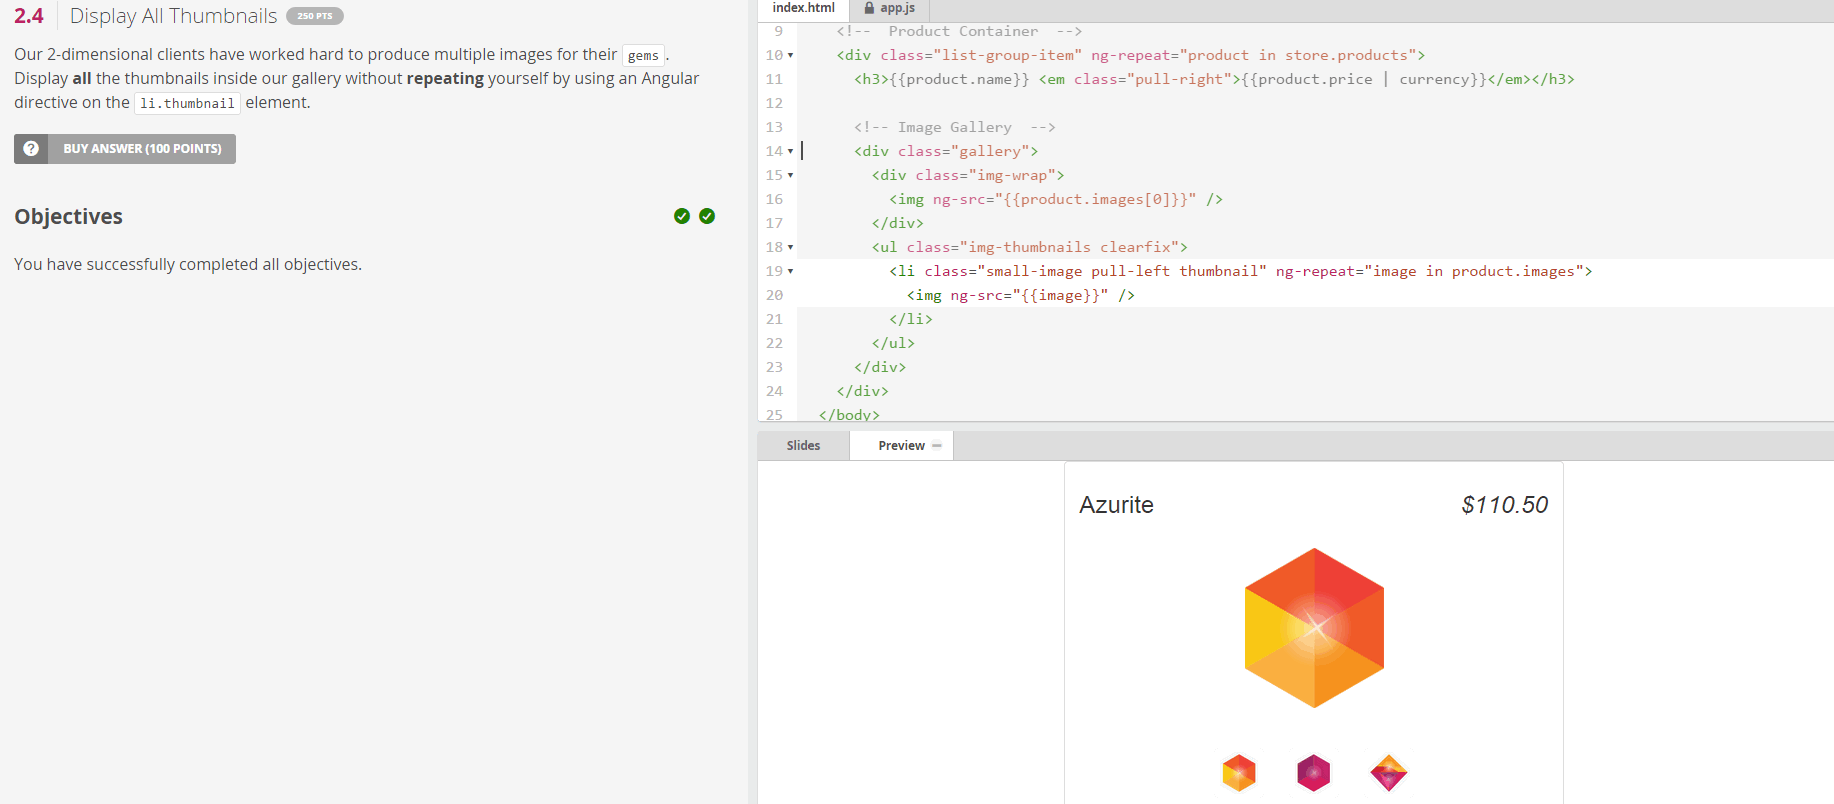 2.4 Display All Thumbnails 250 PTS
Our 2-dimensional clients have worked hard to produce multiple images for their gems.
Display all the thumbnails inside our gallery without repeating yourself by using an Angular
directive on the li.thumbnail element.
? BUY ANSWER (100 POINTS)
Objectives
You have successfully completed all objectives.
index.html app.js
9 <!--  Product Container  -->
10 <div class="list-group-item" ng-repeat="product in store.products">
11 <h3>{{product.name}} <em class="pull-right">{{product.price | currency}}</em></h3>
12
13 <!-- Image Gallery  -->
14 <div class="gallery">
15 <div class="img-wrap">
16 <img ng-src="{{product.images[0]}}" />
17 </div>
18 <ul class="img-thumbnails clearfix">
19 <li class="small-image pull-left thumbnail" ng-repeat="image in product.images">
20 <img ng-src="{{image}}" />
21 </li>
22 </ul>
23 </div>
24 </div>
25 </body>
Slides Preview
Azurite $110.50